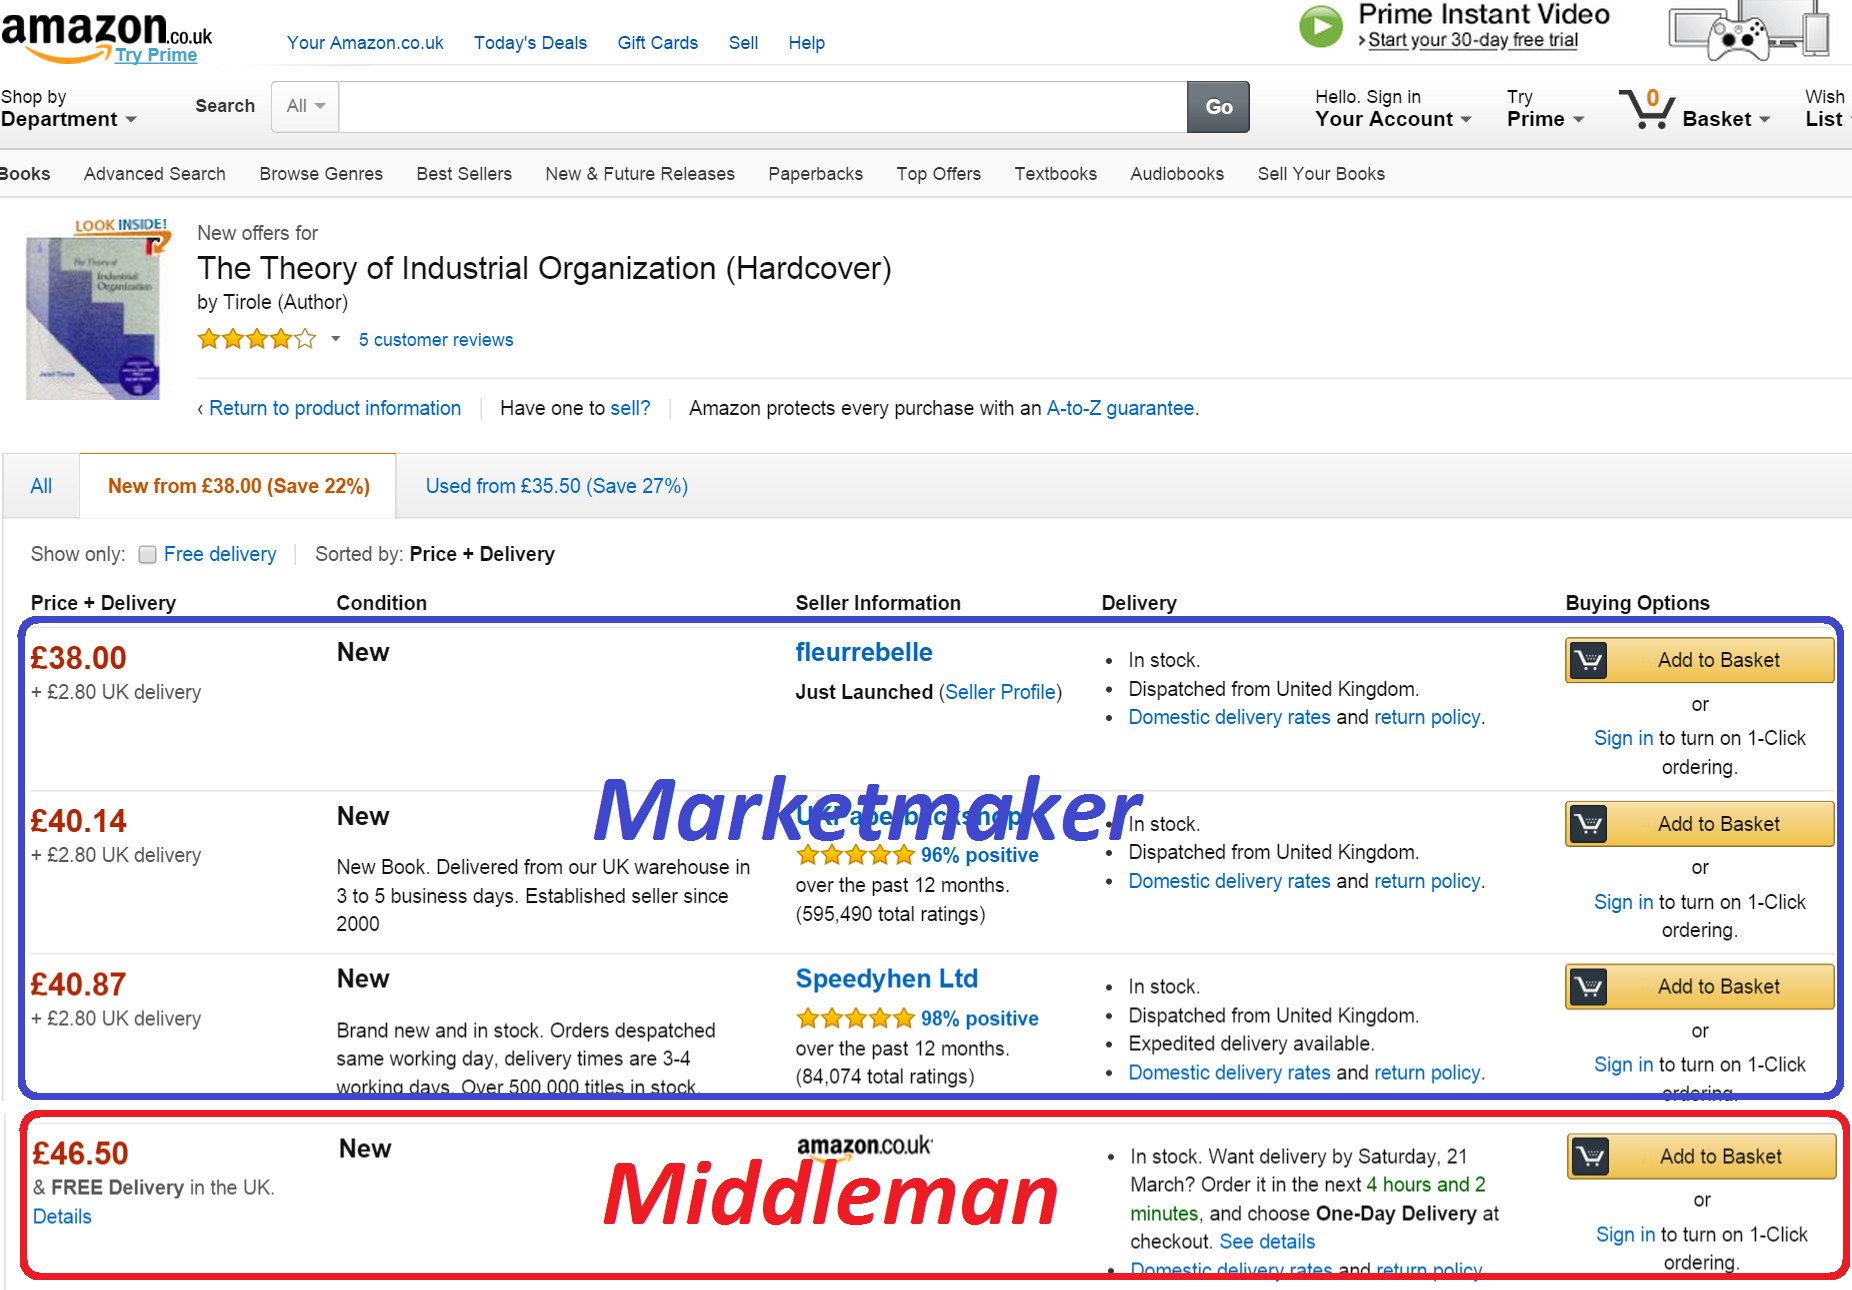 amazon.co.uk
Try Prime
Your Amazon.co.uk Today's Deals Gift Cards Sell Help
Prime Instant Video
› Start your 30-day free trial
Shop by
Department
Search All Go
Hello. Sign in
Your Account
Try
Prime
0
Basket
Wish
List
Books Advanced Search Browse Genres Best Sellers New & Future Releases Paperbacks Top Offers Textbooks Audiobooks Sell Your Books
LOOK INSIDE!
The Theory of
Industrial
Organization
Jean Tirole
New offers for
The Theory of Industrial Organization (Hardcover)
by Tirole (Author)
5 customer reviews
‹ Return to product information Have one to sell? Amazon protects every purchase with an A-to-Z guarantee.
All New from £38.00 (Save 22%) Used from £35.50 (Save 27%)
Show only: Free delivery Sorted by: Price + Delivery
Price + Delivery Condition Seller Information Delivery Buying Options
£38.00
+ £2.80 UK delivery
New
fleurrebelle
Just Launched (Seller Profile)
• In stock.
• Dispatched from United Kingdom.
• Domestic delivery rates and return policy.
Add to Basket
or
Sign in to turn on 1-Click
ordering.
Marketmaker
£40.14
+ £2.80 UK delivery
New
New Book. Delivered from our UK warehouse in
3 to 5 business days. Established seller since
2000
UKPaperbackshop
96% positive
over the past 12 months.
(595,490 total ratings)
• In stock.
• Dispatched from United Kingdom.
• Domestic delivery rates and return policy.
Add to Basket
or
Sign in to turn on 1-Click
ordering.
£40.87
+ £2.80 UK delivery
New
Brand new and in stock. Orders despatched
same working day, delivery times are 3-4
working days. Over 500,000 titles in stock.
Speedyhen Ltd
98% positive
over the past 12 months.
(84,074 total ratings)
• In stock.
• Dispatched from United Kingdom.
• Expedited delivery available.
• Domestic delivery rates and return policy.
Add to Basket
or
Sign in to turn on 1-Click
ordering.
£46.50
& FREE Delivery in the UK.
Details
New
amazon.co.uk
Middleman
• In stock. Want delivery by Saturday, 21
March? Order it in the next 4 hours and 2
minutes, and choose One-Day Delivery at
checkout. See details
• Domestic delivery rates and return policy
Add to Basket
or
Sign in to turn on 1-Click
ordering.